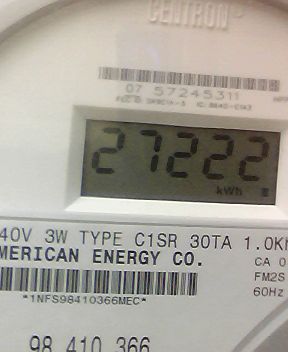 CENTRON
07 57245311
27222
kWh
40V 3W TYPE C1SR 30TA 1.0Kh
MERICAN ENERGY CO.
CA 0
FM2S
60Hz
*1NFS98410366MEC*
98 410 366